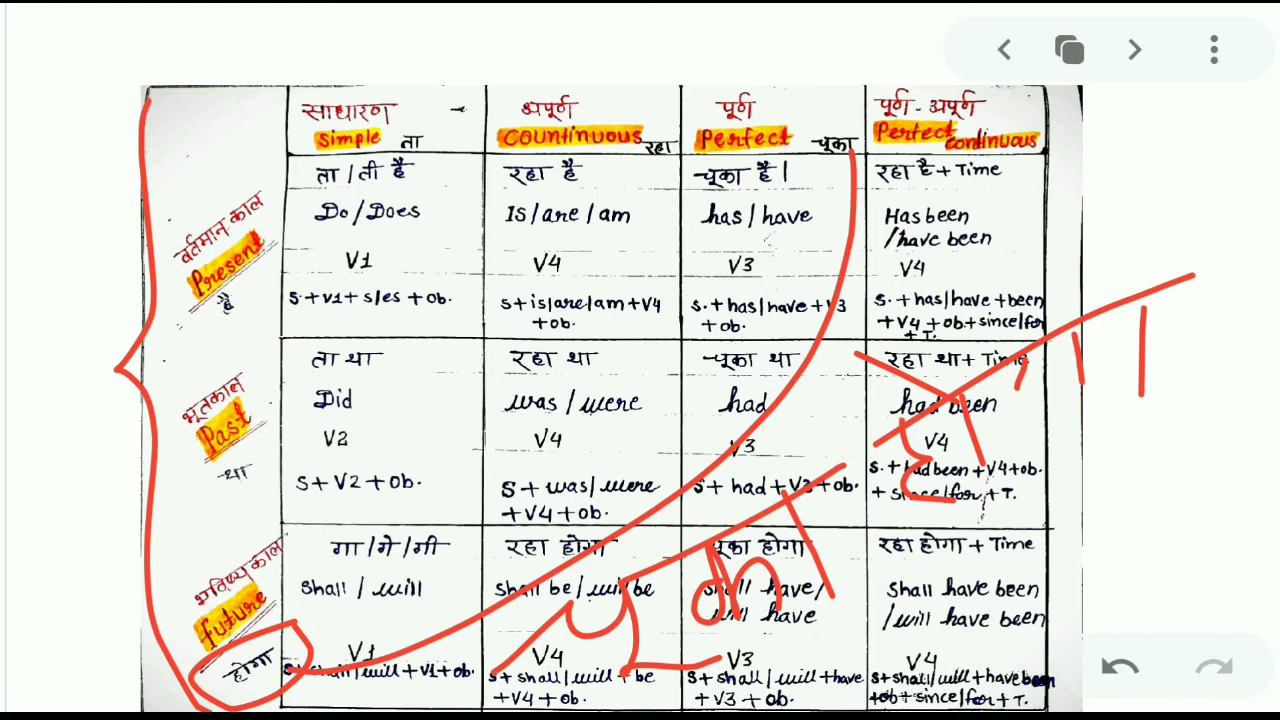 साधारण
simple ता
अपूर्ण
Countinuous रहा
पूर्ण
Perfect चूका
पूर्ण - अपूर्ण
Perfect continuous
वर्तमान काल
Present
है
ता / ती है
Do/Does
V1
S+V1+s/es+ob.
रहा है
Is/are/am
V4
S+is/are/am+V4
+ob.
चूका है।
has/have
V3
S.+has/have+V3
+ob.
रहा है + Time
Has been
/have been
V4
S.+has/have+been
+V4+ob+since/for
+T.
भूतकाल
Past
था
ता था
Did
V2
S+V2+ob.
रहा था
was/were
V4
S+was/were
+V4+ob.
चूका था
had
V3
S+had+V3+ob.
रहा था + Time
had been
V4
S.+had been+V4+ob.
+since/for+T.
भविष्य काल
future
होगा
गा / गे / गी
shall / will
V1
S+shall/will+V1+ob.
रहा होगा
shall be/will be
V4
S+shall/will+be
+V4+ob.
चूका होगा
shall have/
will have
V3
S+shall/will+have
+V3+ob.
रहा होगा + Time
Shall have been
/will have been
V4
S+shall/will+have been
+ob+since/for+T.